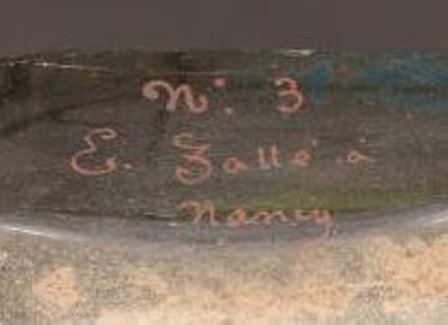 N°: 3
E. Gallé à
Nancy